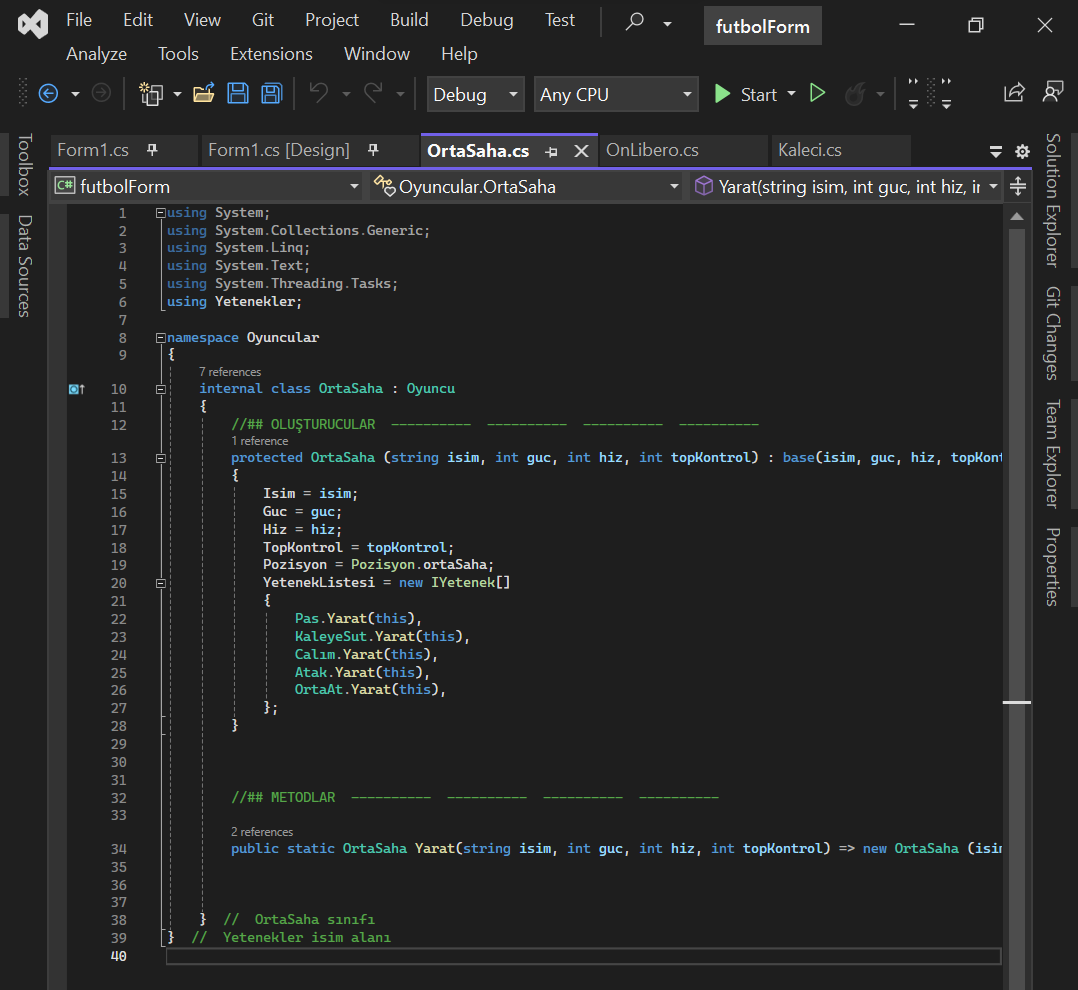 File Edit View Git Project Build Debug Test
futbolForm
Analyze Tools Extensions Window Help
Debug Any CPU Start
Form1.cs Form1.cs [Design] OrtaSaha.cs OnLibero.cs Kaleci.cs
C# futbolForm Oyuncular.OrtaSaha Yarat(string isim, int guc, int hiz, ir
Toolbox
Data Sources
1 using System;
2 using System.Collections.Generic;
3 using System.Linq;
4 using System.Text;
5 using System.Threading.Tasks;
6 using Yetenekler;
7
8 namespace Oyuncular
9 {
7 references
10 internal class OrtaSaha : Oyuncu
11 {
12 //## OLUŞTURUCULAR ---------- ---------- ---------- ----------
1 reference
13 protected OrtaSaha (string isim, int guc, int hiz, int topKontrol) : base(isim, guc, hiz, topKont
14 {
15 Isim = isim;
16 Guc = guc;
17 Hiz = hiz;
18 TopKontrol = topKontrol;
19 Pozisyon = Pozisyon.ortaSaha;
20 YetenekListesi = new IYetenek[]
21 {
22 Pas.Yarat(this),
23 KaleyeSut.Yarat(this),
24 Calım.Yarat(this),
25 Atak.Yarat(this),
26 OrtaAt.Yarat(this),
27 };
28 }
29
30
31
32 //## METODLAR ---------- ---------- ---------- ----------
33
2 references
34 public static OrtaSaha Yarat(string isim, int guc, int hiz, int topKontrol) => new OrtaSaha (isim
35
36
37
38 } // OrtaSaha sınıfı
39 } // Yetenekler isim alanı
40
Solution Explorer
Git Changes
Team Explorer
Properties